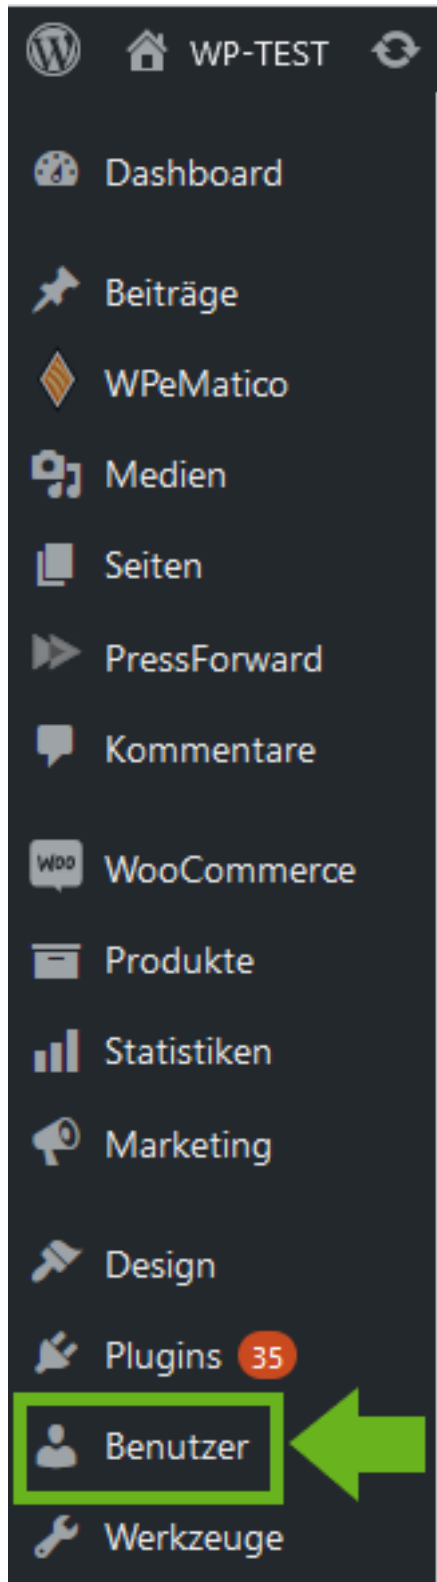 WP-TEST
Dashboard
Beiträge
WPeMatico
Medien
Seiten
PressForward
Kommentare
Woo WooCommerce
Produkte
Statistiken
Marketing
Design
Plugins 35
Benutzer
Werkzeuge